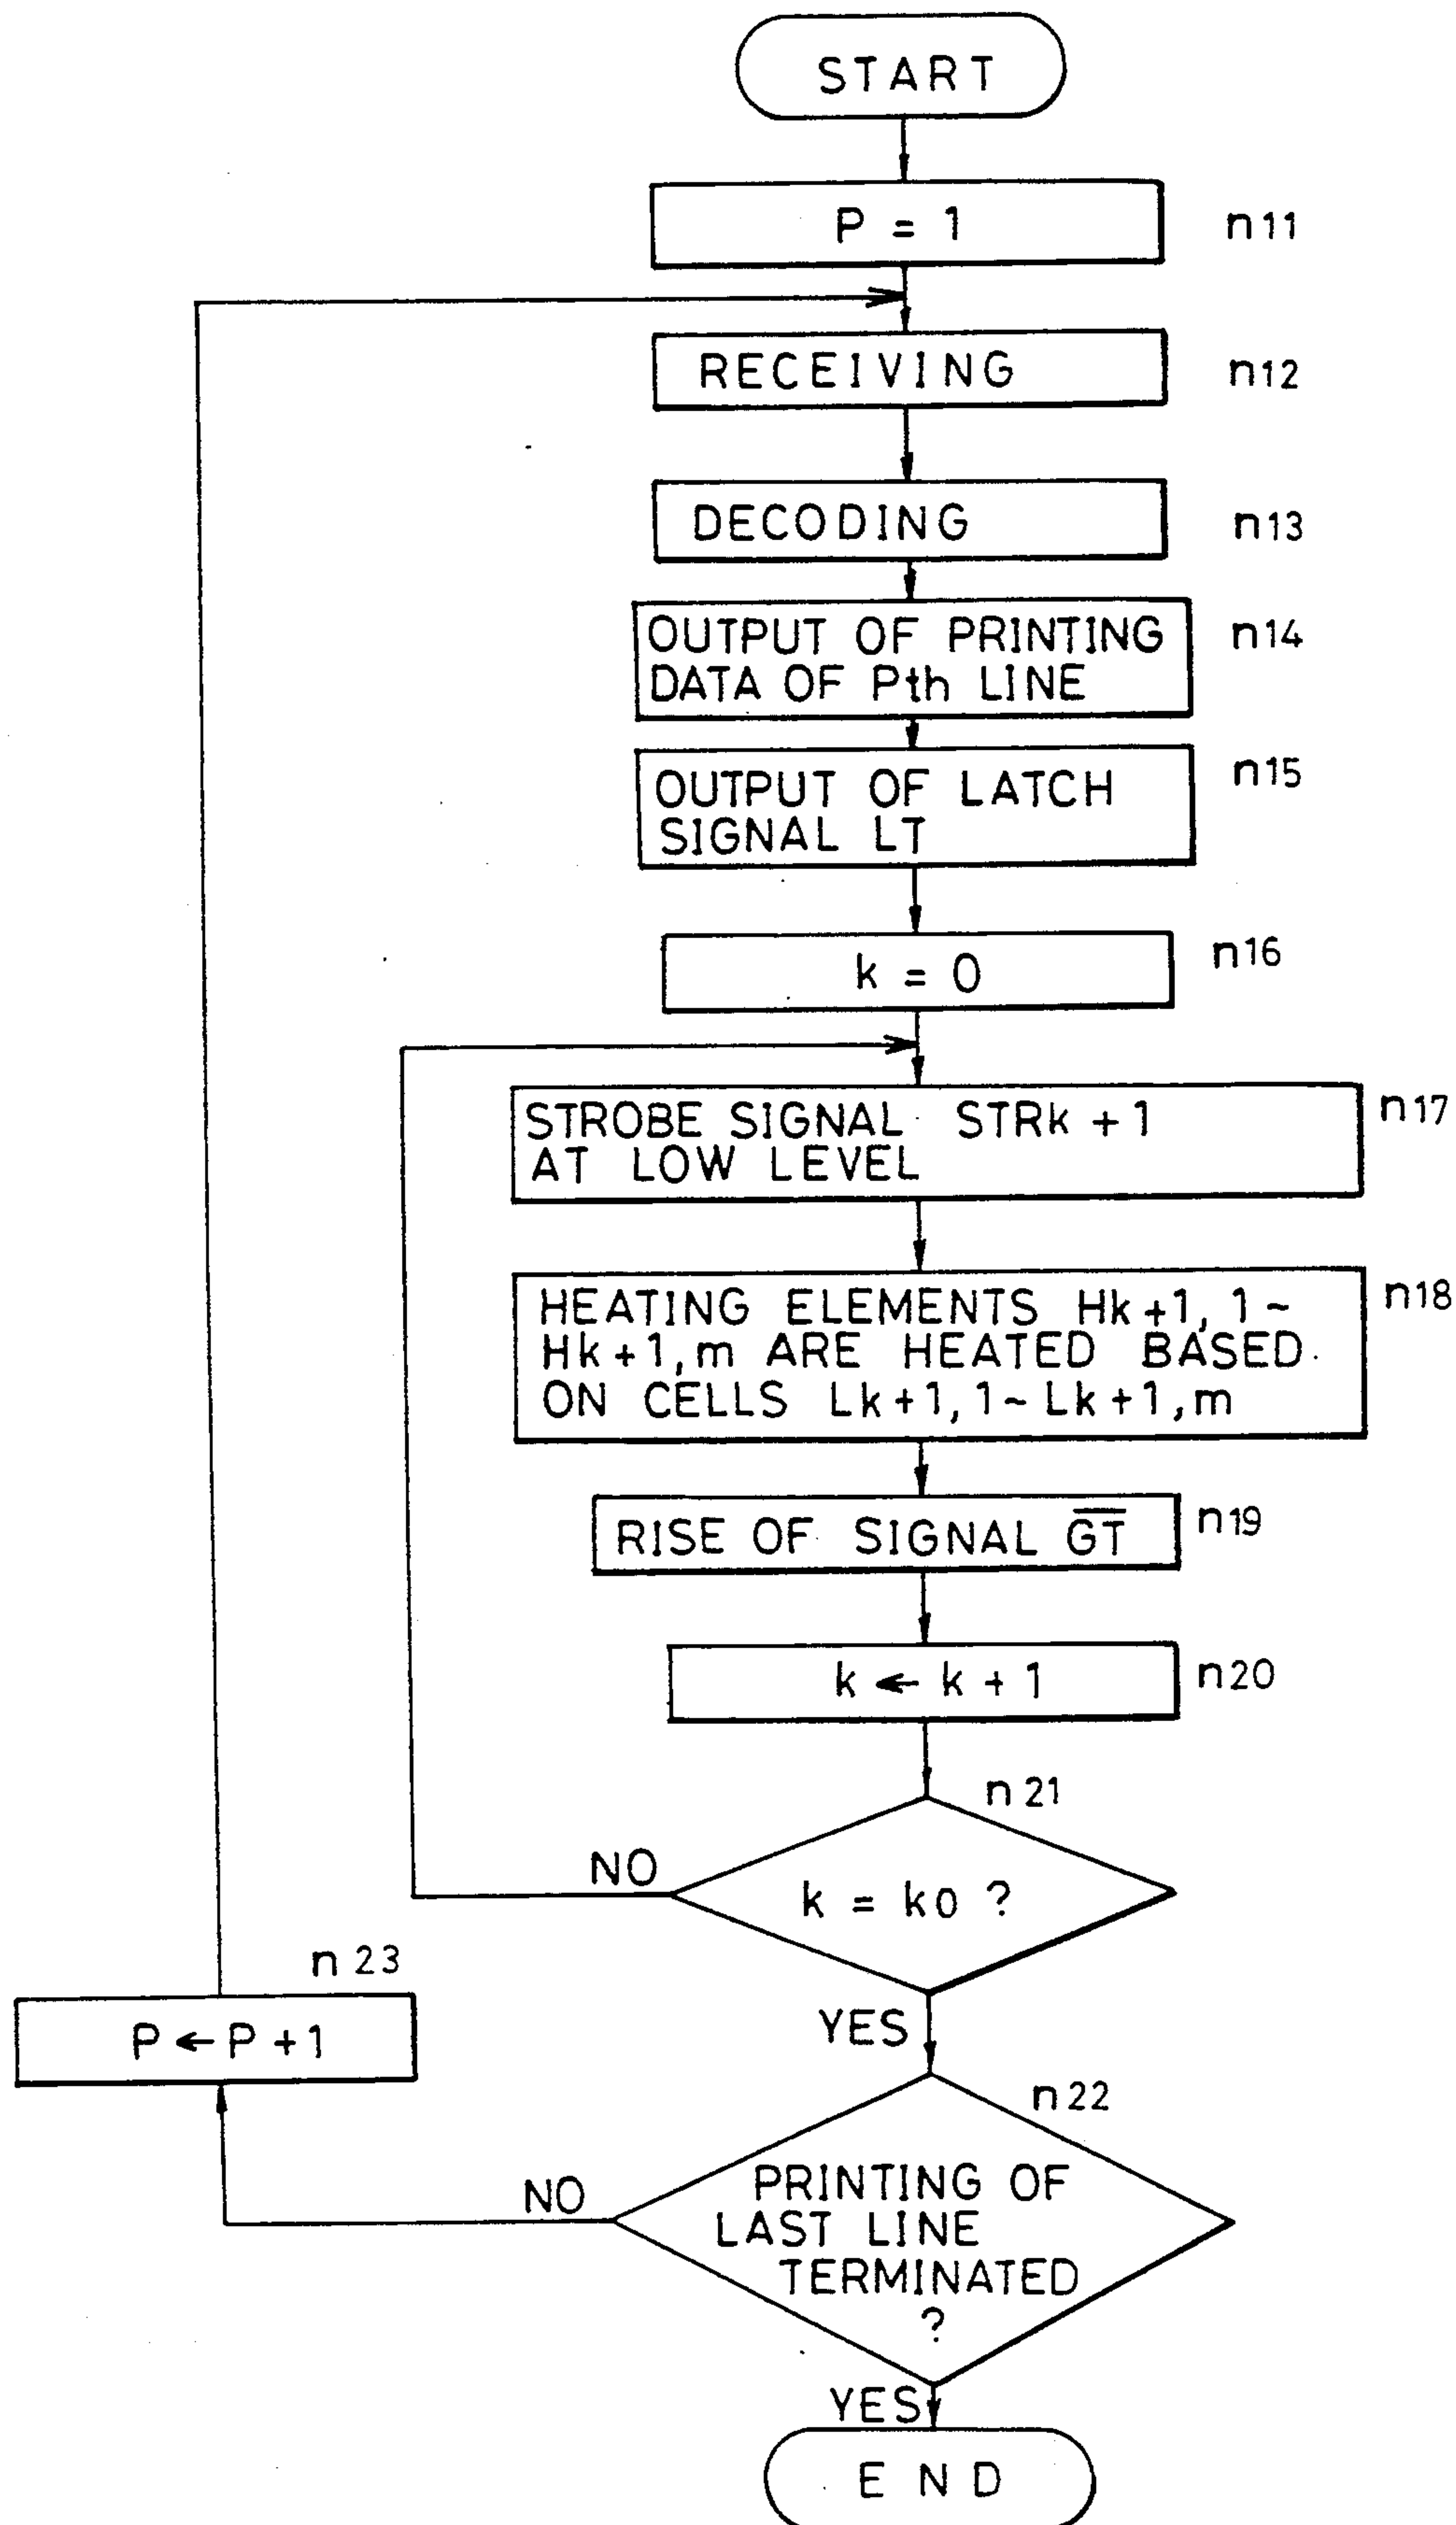 START
P = 1
n11
RECEIVING
n12
DECODING
n13
OUTPUT OF PRINTING
DATA OF Pth LINE
n14
OUTPUT OF LATCH
SIGNAL LT
n15
k = 0
n16
STROBE SIGNAL STRk + 1
AT LOW LEVEL
n17
HEATING ELEMENTS Hk+1, 1~
Hk+1, m ARE HEATED BASED
ON CELLS Lk+1, 1~ Lk+1, m
n18
RISE OF SIGNAL G̅T̅
n19
k ← k + 1
n20
n21
k = k0 ?
NO
YES
n23
P ← P + 1
n22
PRINTING OF
LAST LINE
TERMINATED
?
NO
YES
END